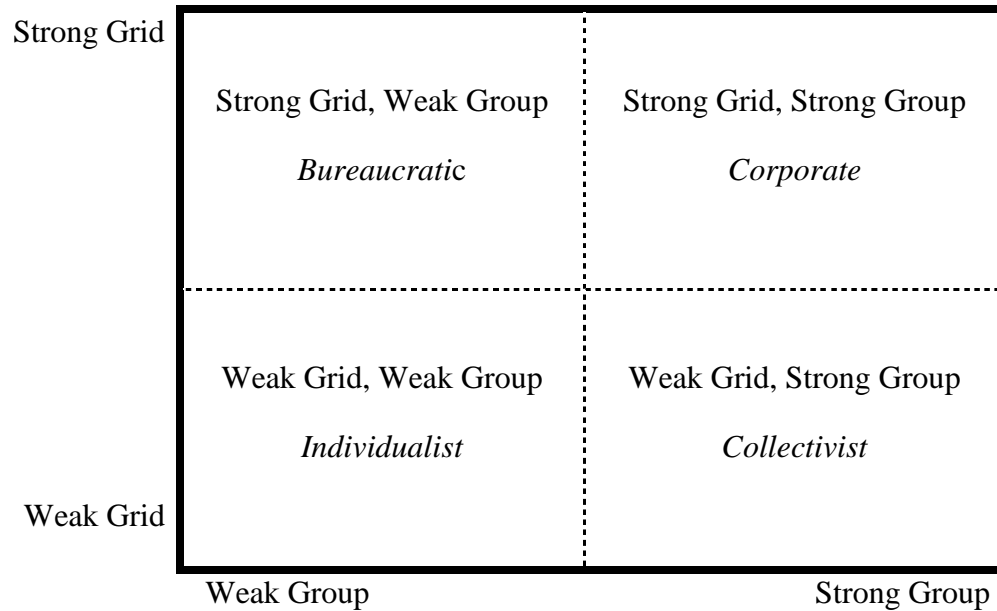 Strong Grid
Strong Grid, Weak Group
Strong Grid, Strong Group
Bureaucratic
Corporate
Weak Grid, Weak Group
Weak Grid, Strong Group
Individualist
Collectivist
Weak Grid
Weak Group
Strong Group